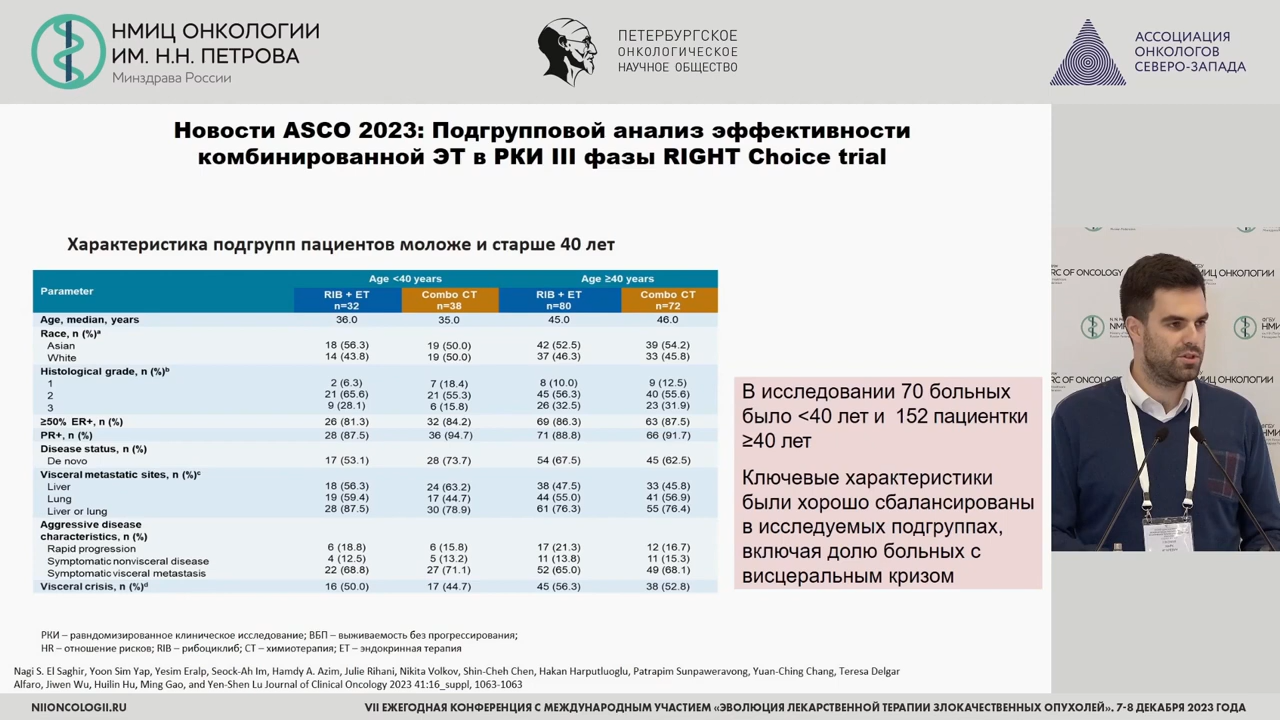 НМИЦ ОНКОЛОГИИ
ИМ. Н.Н. ПЕТРОВА
Минздрава России
ПЕТЕРБУРГСКОЕ
ОНКОЛОГИЧЕСКОЕ
НАУЧНОЕ ОБЩЕСТВО
АССОЦИАЦИЯ
ОНКОЛОГОВ
СЕВЕРО-ЗАПАДА
Новости ASCO 2023: Подгрупповой анализ эффективности
комбинированной ЭТ в РКИ III фазы RIGHT Choice trial
Характеристика подгрупп пациентов моложе и старше 40 лет
Parameter Age <40 years Age ≥40 years
RIB + ET n=32 Combo CT n=38 RIB + ET n=80 Combo CT n=72
Age, median, years 36.0 35.0 45.0 46.0
Race, n (%)ᵃ
Asian 18 (56.3) 19 (50.0) 42 (52.5) 39 (54.2)
White 14 (43.8) 19 (50.0) 37 (46.3) 33 (45.8)
Histological grade, n (%)ᵇ
1 2 (6.3) 7 (18.4) 8 (10.0) 9 (12.5)
2 21 (65.6) 21 (55.3) 45 (56.3) 40 (55.6)
3 9 (28.1) 6 (15.8) 26 (32.5) 23 (31.9)
≥50% ER+, n (%) 26 (81.3) 32 (84.2) 69 (86.3) 63 (87.5)
PR+, n (%) 28 (87.5) 36 (94.7) 71 (88.8) 66 (91.7)
Disease status, n (%)
De novo 17 (53.1) 28 (73.7) 54 (67.5) 45 (62.5)
Visceral metastatic sites, n (%)ᶜ
Liver 18 (56.3) 24 (63.2) 38 (47.5) 33 (45.8)
Lung 19 (59.4) 17 (44.7) 44 (55.0) 41 (56.9)
Liver or lung 28 (87.5) 30 (78.9) 61 (76.3) 55 (76.4)
Aggressive disease
characteristics, n (%)
Rapid progression 6 (18.8) 6 (15.8) 17 (21.3) 12 (16.7)
Symptomatic nonvisceral disease 4 (12.5) 5 (13.2) 11 (13.8) 11 (15.3)
Symptomatic visceral metastasis 22 (68.8) 27 (71.1) 52 (65.0) 49 (68.1)
Visceral crisis, n (%)ᵈ 16 (50.0) 17 (44.7) 45 (56.3) 38 (52.8)
В исследовании 70 больных
было <40 лет и 152 пациентки
≥40 лет
Ключевые характеристики
были хорошо сбалансированы
в исследуемых подгруппах,
включая долю больных с
висцеральным кризом
РКИ – равндомизированное клиническое исследование; ВБП – выживаемость без прогрессирования;
HR – отношение рисков; RIB – рибоциклиб; CT – химиотерапия; ET – эндокринная терапия
Nagi S. El Saghir, Yoon Sim Yap, Yesim Eralp, Seock-Ah Im, Hamdy A. Azim, Julie Rihani, Nikita Volkov, Shin-Cheh Chen, Hakan Harputluoglu, Patrapim Sunpaweravong, Yuan-Ching Chang, Teresa Delgar
Alfaro, Jiwen Wu, Huilin Hu, Ming Gao, and Yen-Shen Lu Journal of Clinical Oncology 2023 41:16_suppl, 1063-1063
NIIONCOLOGII.RU
VII ЕЖЕГОДНАЯ КОНФЕРЕНЦИЯ С МЕЖДУНАРОДНЫМ УЧАСТИЕМ «ЭВОЛЮЦИЯ ЛЕКАРСТВЕННОЙ ТЕРАПИИ ЗЛОКАЧЕСТВЕННЫХ ОПУХОЛЕЙ». 7-8 ДЕКАБРЯ 2023 ГОДА